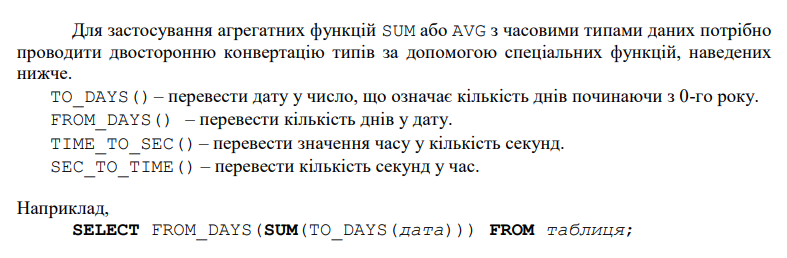 Для застосування агрегатних функцій SUM або AVG з часовими типами даних потрібно
проводити двосторонню конвертацію типів за допомогою спеціальних функцій, наведених
нижче.
TO_DAYS() – перевести дату у число, що означає кількість днів починаючи з 0-го року.
FROM_DAYS() – перевести кількість днів у дату.
TIME_TO_SEC() – перевести значення часу у кількість секунд.
SEC_TO_TIME() – перевести кількість секунд у час.
Наприклад,
SELECT FROM_DAYS(SUM(TO_DAYS(дата))) FROM таблиця;